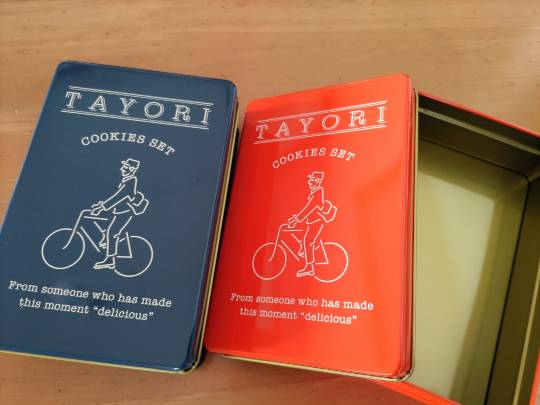 TAYORI
COOKIES SET
From someone who has made
this moment “delicious”
TAYORI
COOKIES SET
From someone who has made
this moment “delicious”